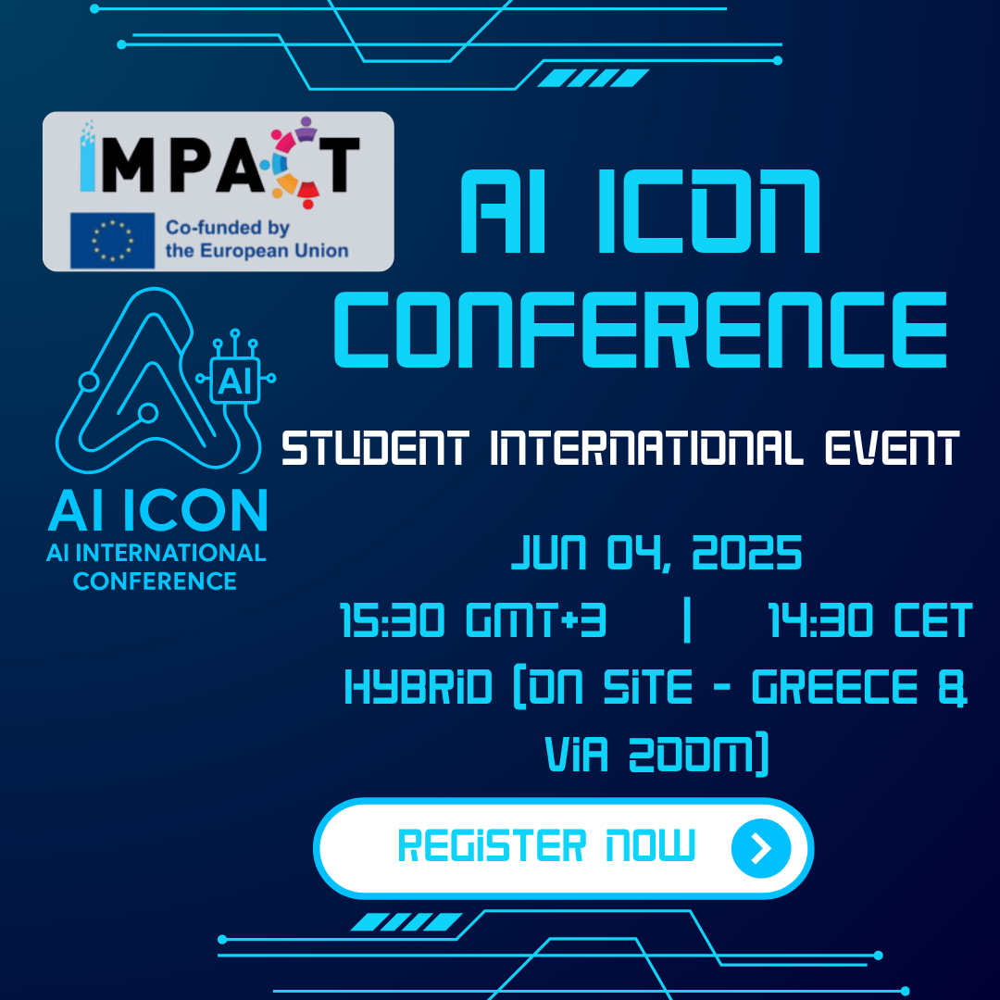 IMPACT
Co-funded by
the European Union
AI ICON
CONFERENCE
AI
AI ICON
AI INTERNATIONAL
CONFERENCE
STUDENT INTERNATIONAL EVENT
JUN 04, 2025
15:30 GMT+3 | 14:30 CET
HYBRiD (ON SiTE - GREECE &
ViA ZOOM)
REGiSTER NOW